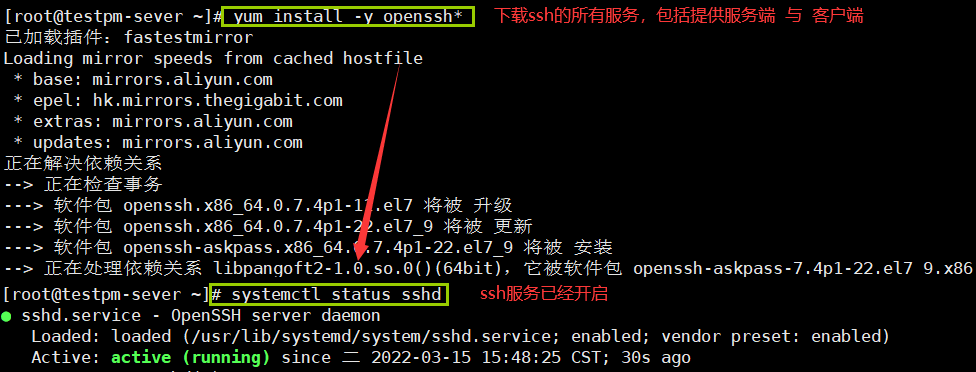 [root@testpm-sever ~]# yum install -y openssh* 下载ssh的所有服务，包括提供服务端 与 客户端
已加载插件：fastestmirror
Loading mirror speeds from cached hostfile
* base: mirrors.aliyun.com
* epel: hk.mirrors.thegigabit.com
* extras: mirrors.aliyun.com
* updates: mirrors.aliyun.com
正在解决依赖关系
--> 正在检查事务
---> 软件包 openssh.x86_64.0.7.4p1-11.el7 将被 升级
---> 软件包 openssh.x86_64.0.7.4p1-22.el7_9 将被 更新
---> 软件包 openssh-askpass.x86_64.0.7.4p1-22.el7_9 将被 安装
--> 正在处理依赖关系 libpangoft2-1.0.so.0()(64bit)，它被软件包 openssh-askpass-7.4p1-22.el7 9.x86
[root@testpm-sever ~]# systemctl status sshd ssh服务已经开启
● sshd.service - OpenSSH server daemon
Loaded: loaded (/usr/lib/systemd/system/sshd.service; enabled; vendor preset: enabled)
Active: active (running) since 二 2022-03-15 15:48:25 CST; 30s ago